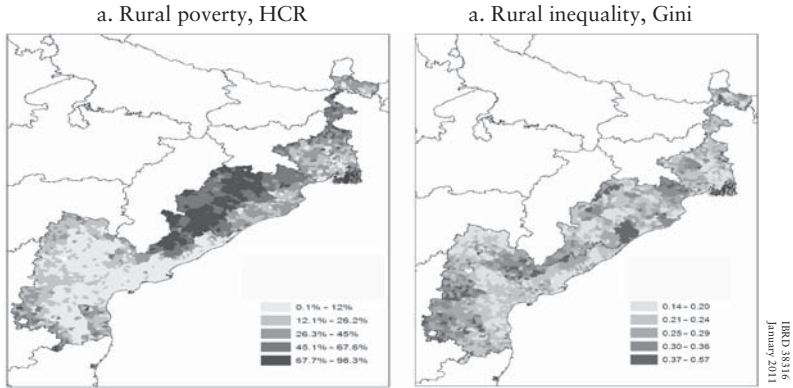 a. Rural poverty, HCR
0.1% – 12%
12.1% – 26.2%
26.3% – 45%
45.1% – 67.6%
67.7% – 98.3%
a. Rural inequality, Gini
0.14 – 0.20
0.21 – 0.24
0.25 – 0.29
0.30 – 0.36
0.37 – 0.57
IBRD 38316
January 2011